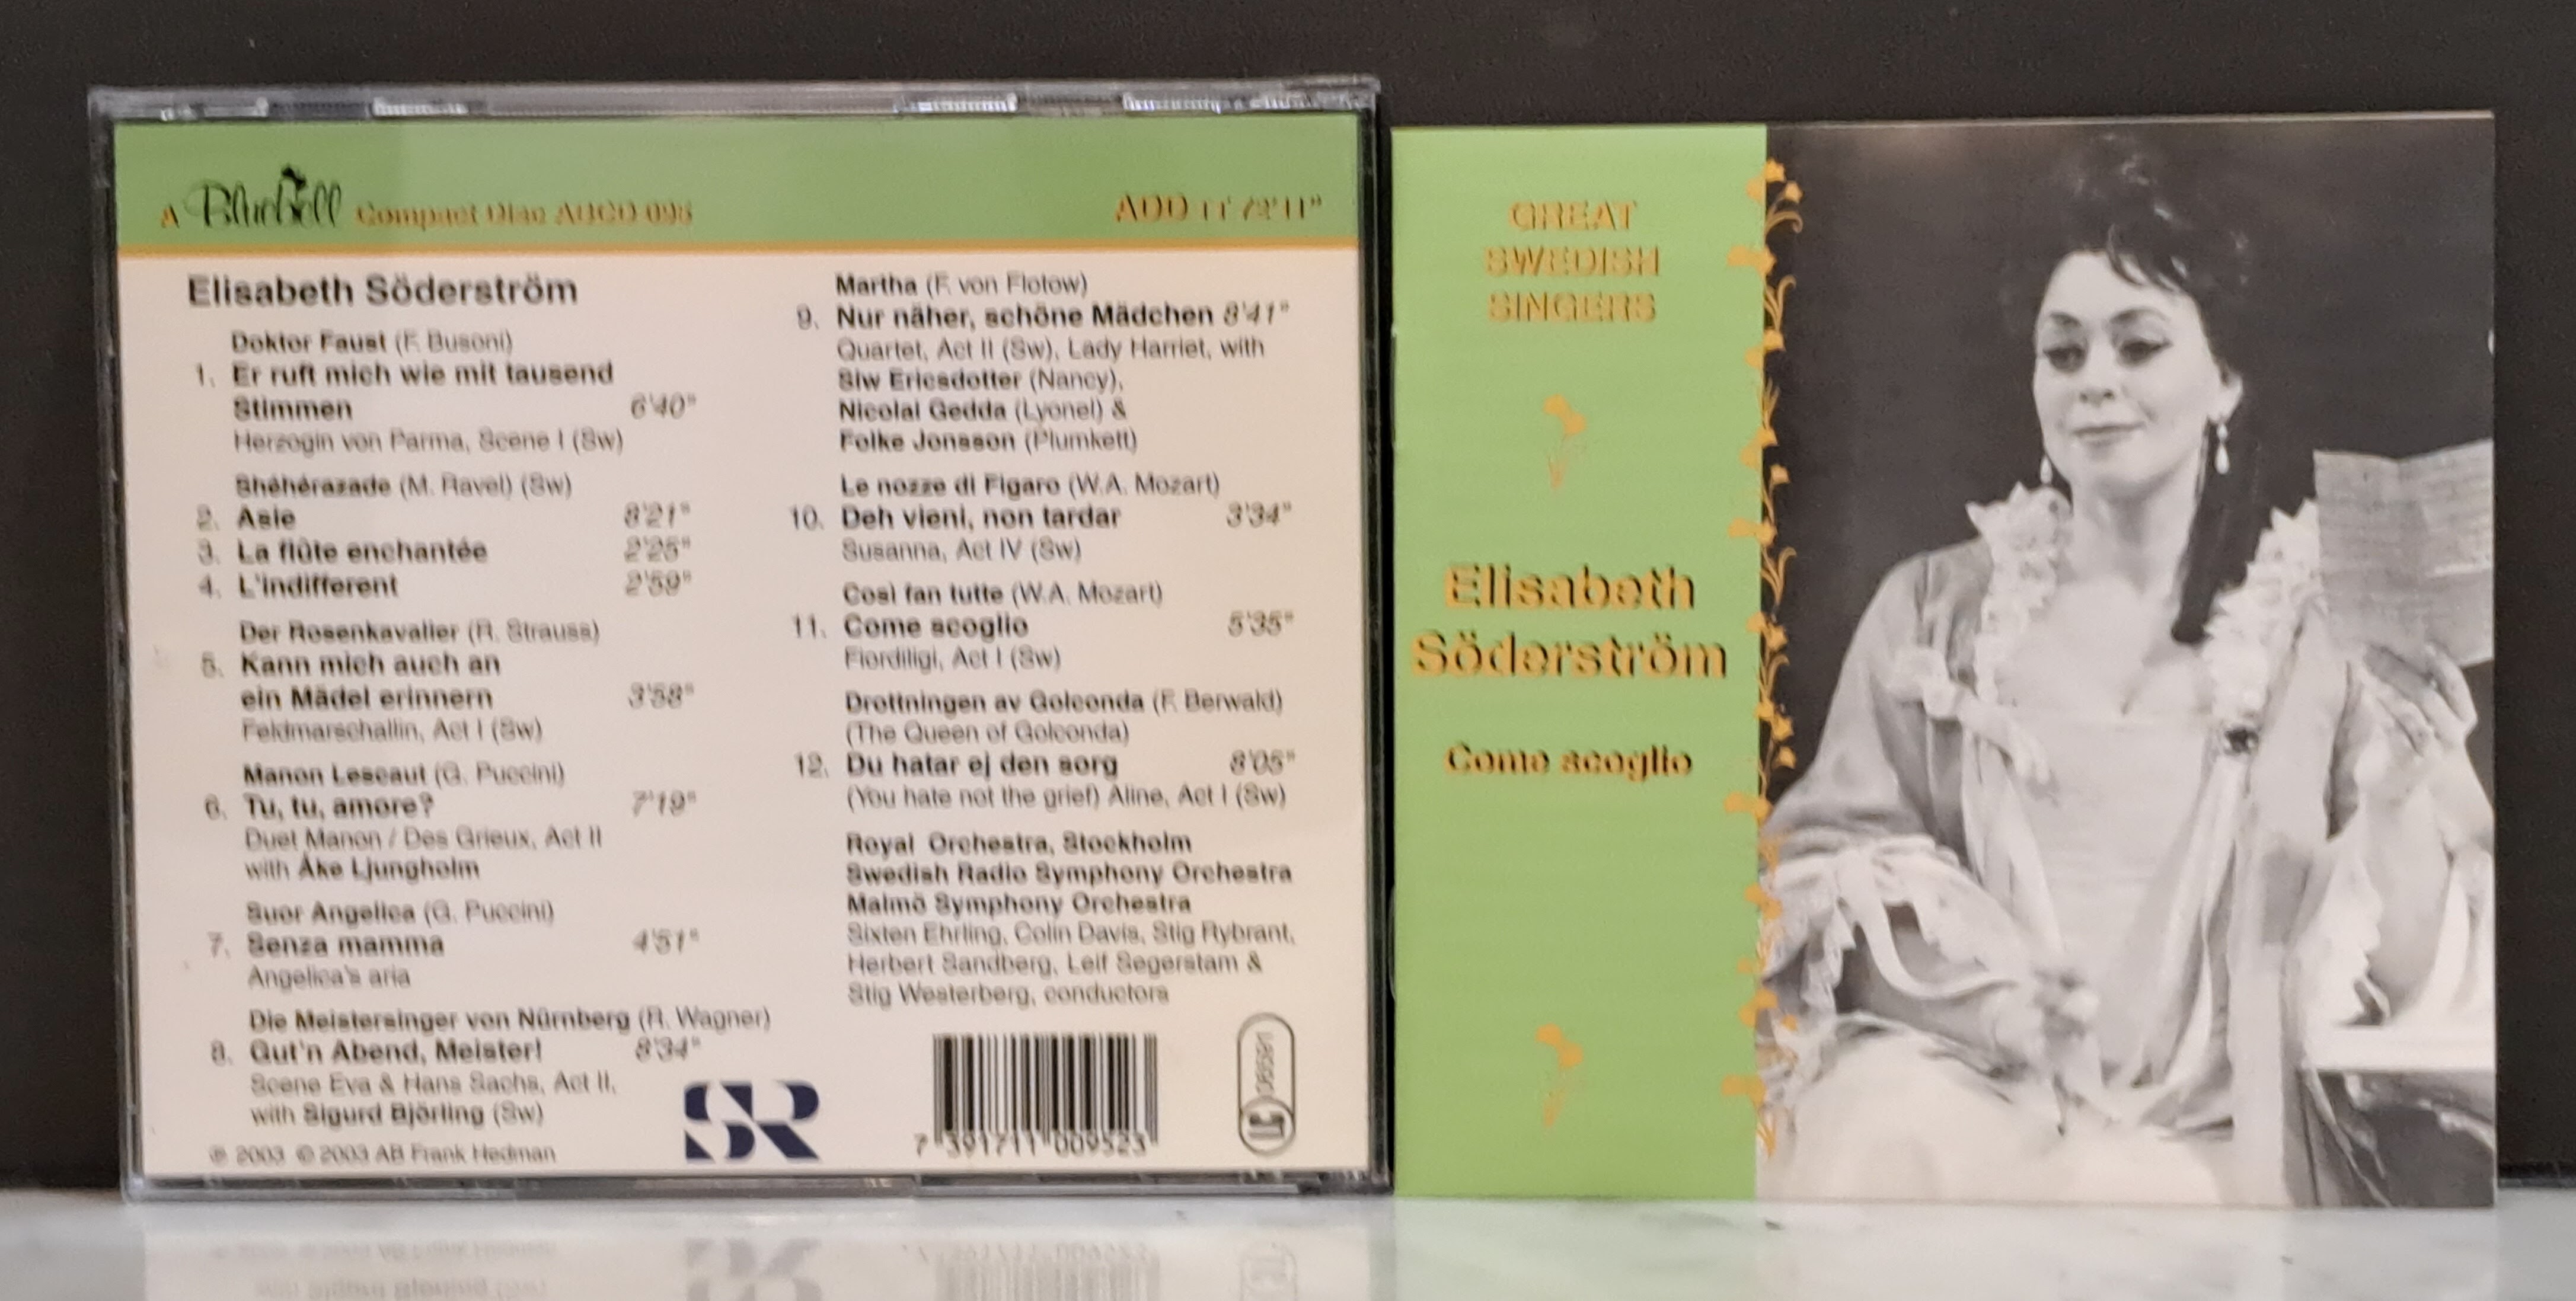 A Bluebell Compact Disc ABCD 095
ADD TT 72'11"
Elisabeth Söderström
Doktor Faust (F. Busoni)
1. Er ruft mich wie mit tausend
Stimmen 6'40"
Herzogin von Parma, Scene I (Sw)
Shéhérazade (M. Ravel) (Sw)
2. Asie 8'21"
3. La flûte enchantée 2'25"
4. L'indifferent 2'59"
Der Rosenkavalier (R. Strauss)
5. Kann mich auch an
ein Mädel erinnern 3'58"
Feldmarschallin, Act I (Sw)
Manon Lescaut (G. Puccini)
6. Tu, tu, amore? 7'19"
Duet Manon / Des Grieux, Act II
with Åke Ljungholm
Suor Angelica (G. Puccini)
7. Senza mamma 4'51"
Angelica's aria
Die Meistersinger von Nürnberg (R. Wagner)
8. Gut'n Abend, Meister! 8'34"
Scene Eva & Hans Sachs, Act II,
with Sigurd Björling (Sw)
℗ 2003 © 2003 AB Frank Hedman
Martha (F. von Flotow)
9. Nur näher, schöne Mädchen 8'41"
Quartet, Act II (Sw), Lady Harriet, with
Siw Ericsdotter (Nancy),
Nicolai Gedda (Lyonel) &
Folke Jonsson (Plumkett)
Le nozze di Figaro (W.A. Mozart)
10. Deh vieni, non tardar 3'34"
Susanna, Act IV (Sw)
Così fan tutte (W.A. Mozart)
11. Come scoglio 5'35"
Fiordiligi, Act I (Sw)
Drottningen av Golconda (F. Berwald)
(The Queen of Golconda)
12. Du hatar ej den sorg 8'05"
(You hate not the grief) Aline, Act I (Sw)
Royal Orchestra, Stockholm
Swedish Radio Symphony Orchestra
Malmö Symphony Orchestra
Sixten Ehrling, Colin Davis, Stig Rybrant,
Herbert Sandberg, Leif Segerstam &
Stig Westerberg, conductors
SR
7 391711 009523
LC
GREAT
SWEDISH
SINGERS
Elisabeth
Söderström
Come scoglio